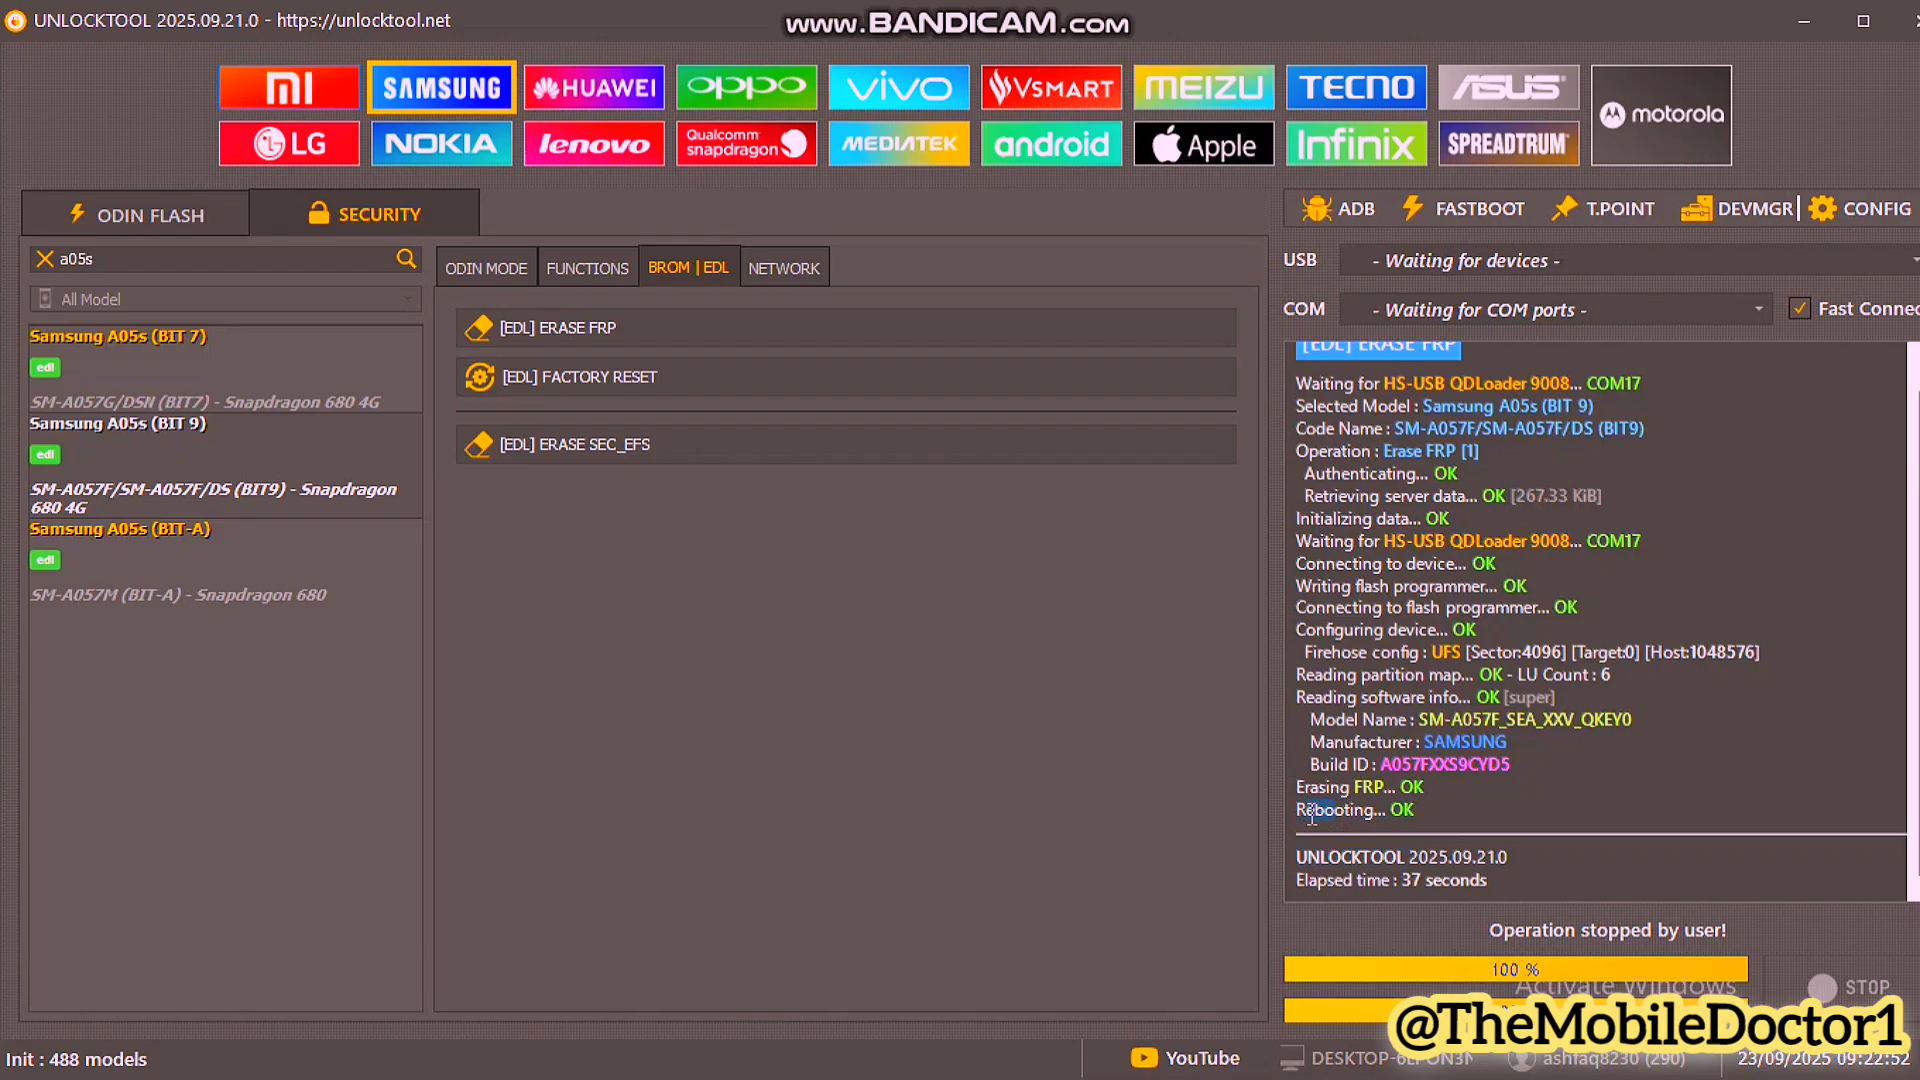 UNLOCKTOOL 2025.09.21.0 - https://unlocktool.net
www.BANDICAM.com
MI SAMSUNG HUAWEI oppo vivo VSMART MEIZU TECNO ASUS motorola
LG NOKIA lenovo Qualcomm snapdragon MEDIATEK android Apple Infinix SPREADTRUM
ODIN FLASH SECURITY
ADB FASTBOOT T.POINT DEVMGR CONFIG
a05s
All Model
Samsung A05s (BIT 7)
edl
SM-A057G/DSN (BIT7) - Snapdragon 680 4G
Samsung A05s (BIT 9)
edl
SM-A057F/SM-A057F/DS (BIT9) - Snapdragon
680 4G
Samsung A05s (BIT-A)
edl
SM-A057M (BIT-A) - Snapdragon 680
ODIN MODE FUNCTIONS BROM | EDL NETWORK
[EDL] ERASE FRP
[EDL] FACTORY RESET
[EDL] ERASE SEC_EFS
USB - Waiting for devices -
COM - Waiting for COM ports - Fast Connec
[EDL] ERASE FRP
Waiting for HS-USB QDLoader 9008... COM17
Selected Model : Samsung A05s (BIT 9)
Code Name : SM-A057F/SM-A057F/DS (BIT9)
Operation : Erase FRP [1]
Authenticating... OK
Retrieving server data... OK [267.33 KiB]
Initializing data... OK
Waiting for HS-USB QDLoader 9008... COM17
Connecting to device... OK
Writing flash programmer... OK
Connecting to flash programmer... OK
Configuring device... OK
Firehose config : UFS [Sector:4096] [Target:0] [Host:1048576]
Reading partition map... OK - LU Count : 6
Reading software info... OK [super]
Model Name : SM-A057F_SEA_XXV_QKEY0
Manufacturer : SAMSUNG
Build ID : A057FXXS9CYD5
Erasing FRP... OK
Rebooting... OK
UNLOCKTOOL 2025.09.21.0
Elapsed time : 37 seconds
Operation stopped by user!
100 %
Activate Windows
STOP
@TheMobileDoctor1
Init : 488 models
YouTube
ashfaq8230 (290)
23/09/2025 09:22:52